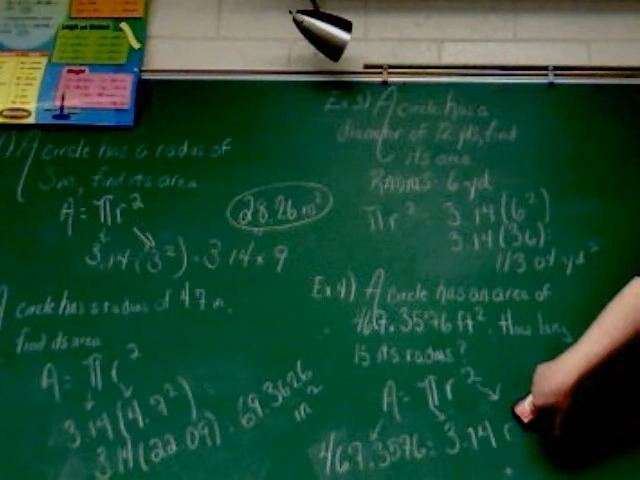 1) A circle has a radius of
3m, find its area
A = πr²
3.14(3²) = 3.14 x 9
28.26 m²
A circle has a radius of 4.7 in.
find its area
A = πr²
3.14(4.7²)
3.14(22.09) = 69.3626
in²
Ex 3) A circle has a
diameter of 12 yds, find
its area
RADIUS = 6 yd
πr² = 3.14(6²)
3.14(36)
113.04 yd²
Ex 4) A circle has an area of
467.3576 ft². How long
is its radius?
A = πr²
467.3576 = 3.14 r